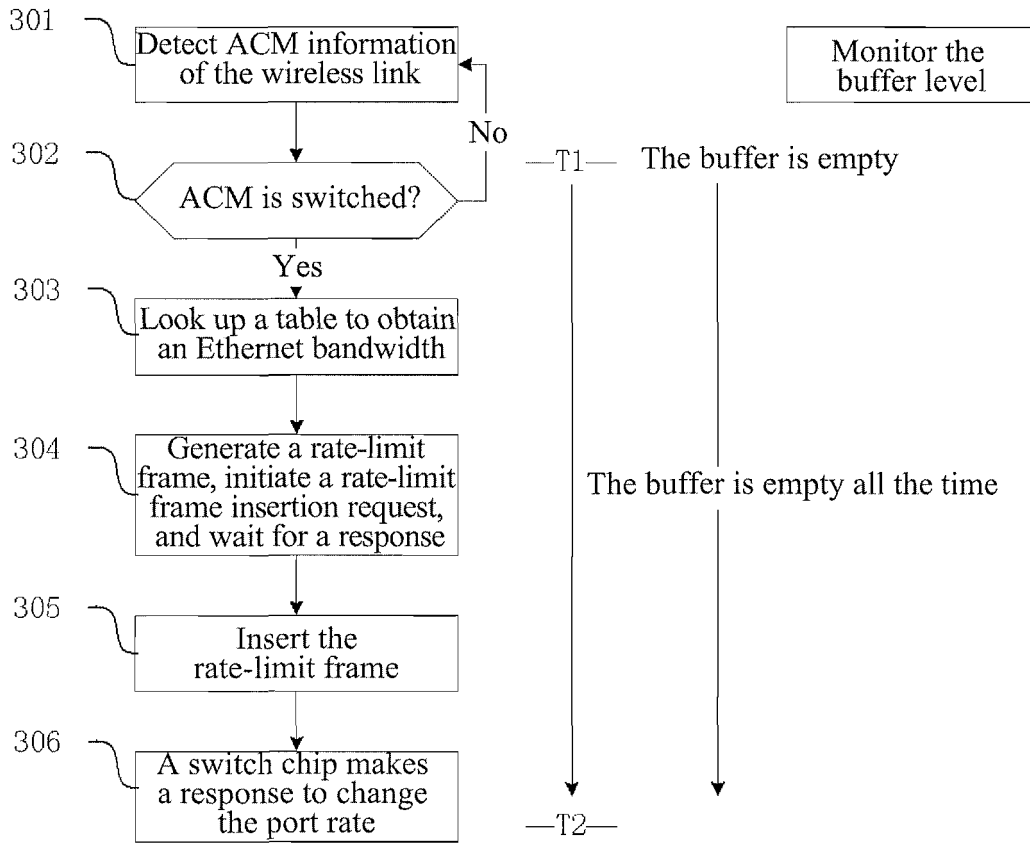 301
Detect ACM information
of the wireless link
Monitor the
buffer level
No
302
ACM is switched?
—T1—
The buffer is empty
Yes
303
Look up a table to obtain
an Ethernet bandwidth
304
Generate a rate-limit
frame, initiate a rate-limit
frame insertion request,
and wait for a response
The buffer is empty all the time
305
Insert the
rate-limit frame
306
A switch chip makes
a response to change
the port rate
—T2—